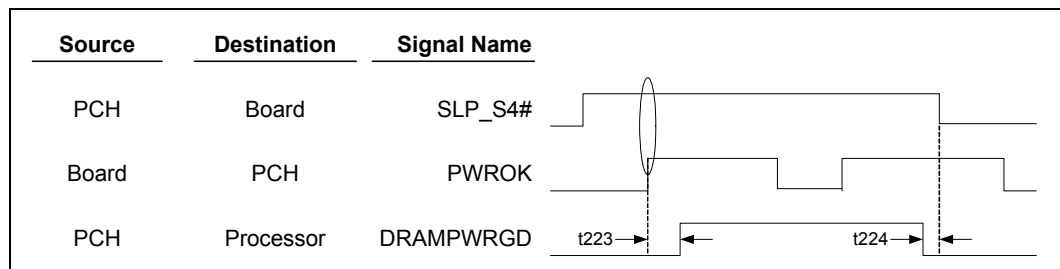 Source Destination Signal Name
PCH Board SLP_S4#
Board PCH PWROK
PCH Processor DRAMPWRGD t223 t224